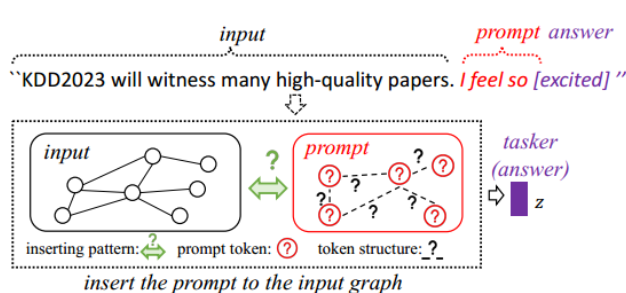 input prompt answer
``KDD2023 will witness many high-quality papers. I feel so [excited] ”
input ? prompt ? ? ? ? ? ? ? ? ? tasker
(answer)
z
inserting pattern: ? prompt token: ? token structure: ?
insert the prompt to the input graph